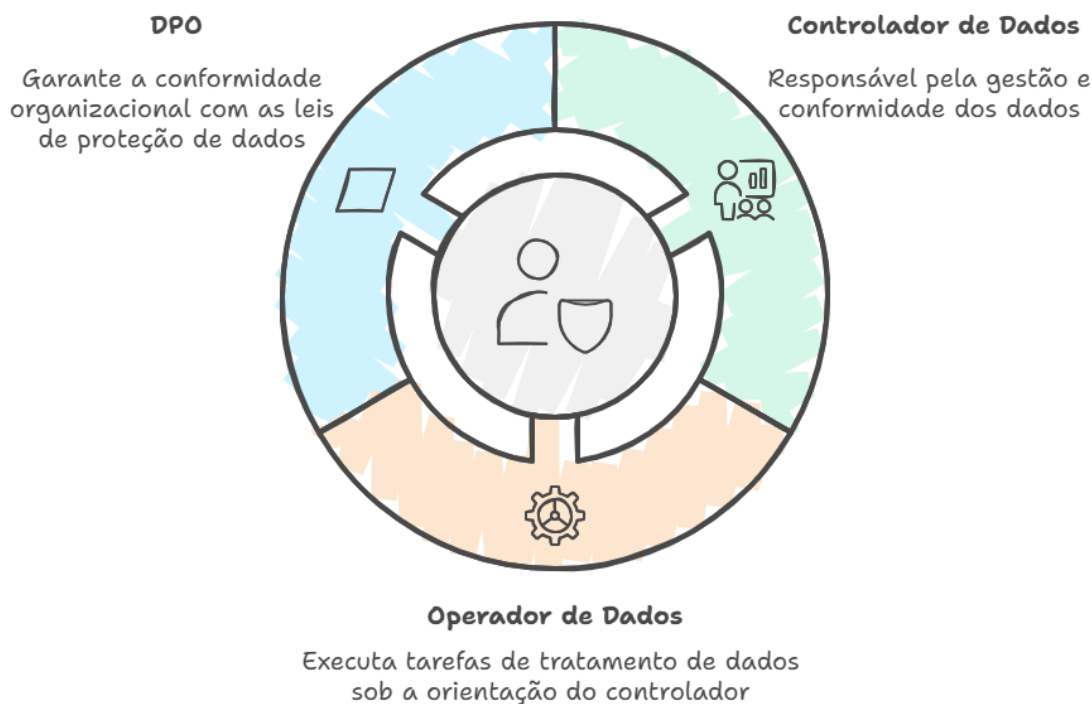 DPO
Garante a conformidade
organizacional com as leis
de proteção de dados
Controlador de Dados
Responsável pela gestão e
conformidade dos dados
Operador de Dados
Executa tarefas de tratamento de dados
sob a orientação do controlador